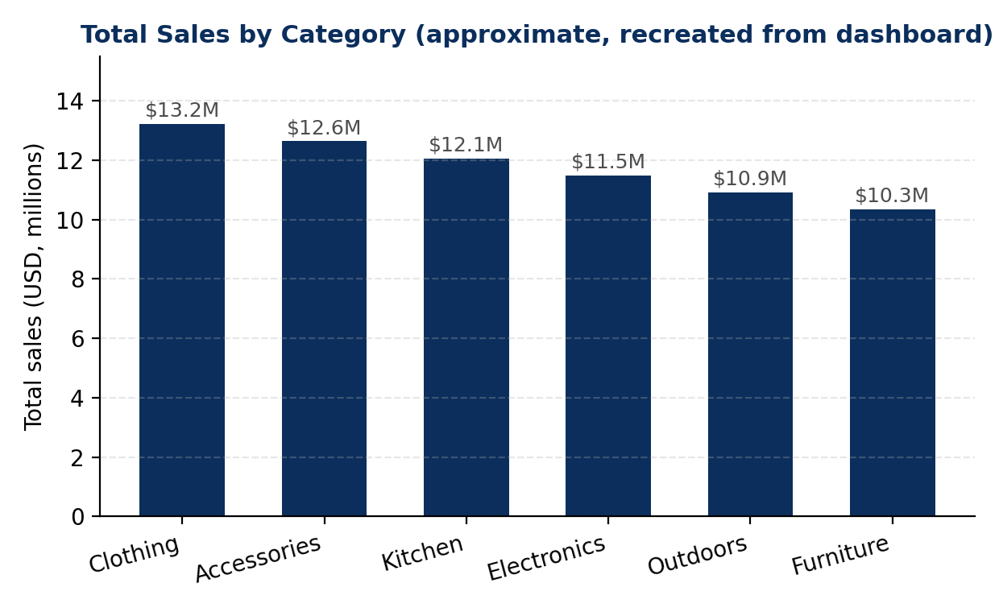 Total Sales by Category (approximate, recreated from dashboard)
Total sales (USD, millions)
14
12
10
8
6
4
2
0
$13.2M
$12.6M
$12.1M
$11.5M
$10.9M
$10.3M
Clothing
Accessories
Kitchen
Electronics
Outdoors
Furniture